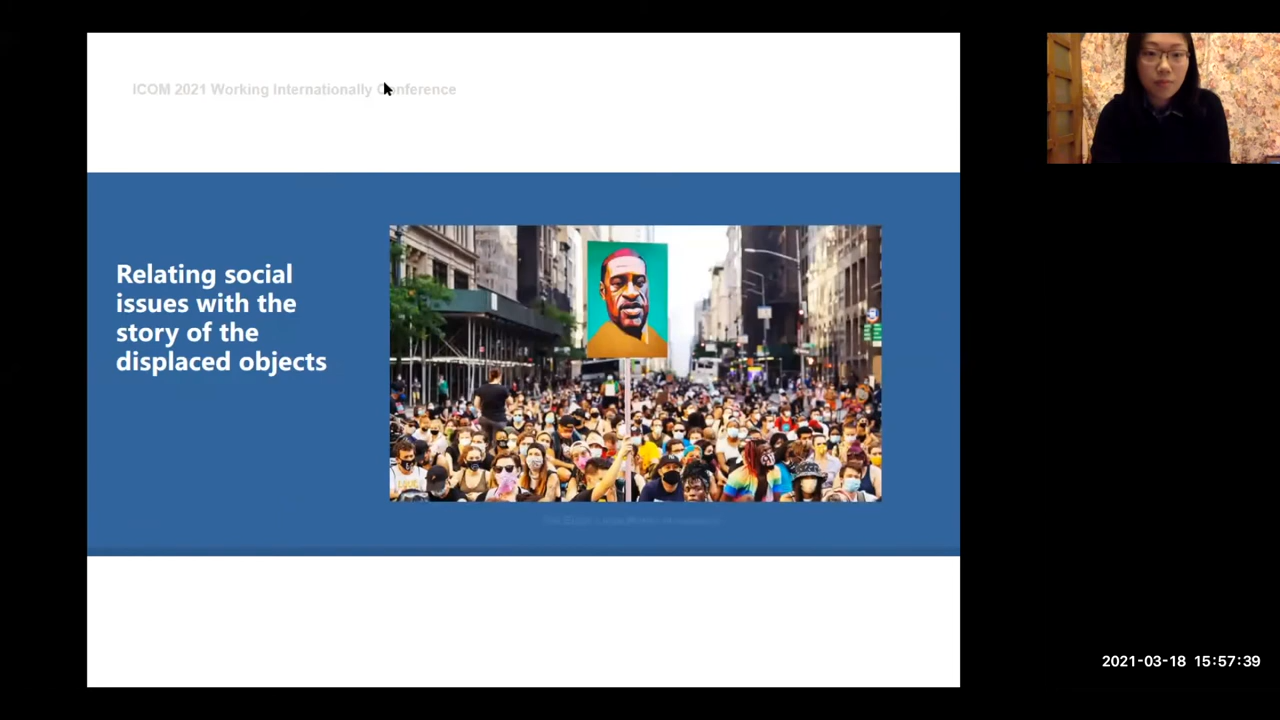 ICOM 2021 Working Internationally Conference
Relating social
issues with the
story of the
displaced objects
2021-03-18 15:57:39